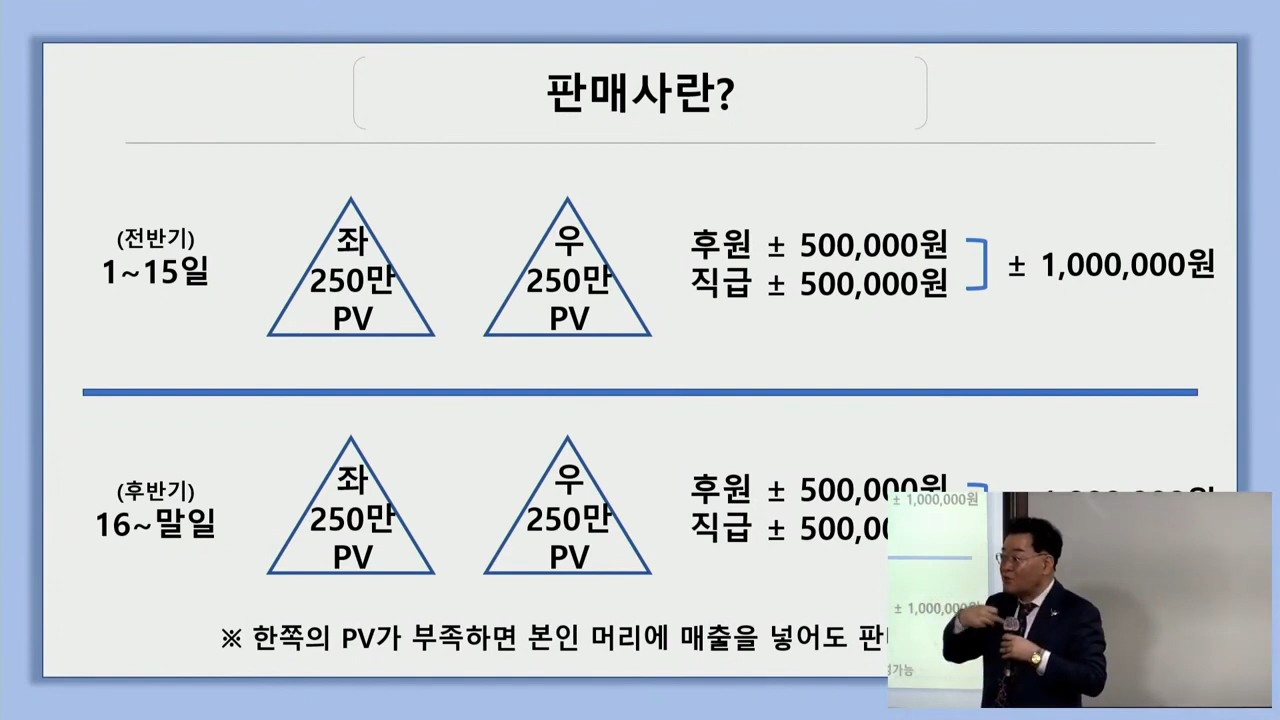 판매사란?
(전반기)
1~15일
좌
250만
PV
우
250만
PV
후원 ± 500,000원
직급 ± 500,000원
± 1,000,000원
(후반기)
16~말일
좌
250만
PV
우
250만
PV
후원 ± 500,000원
직급 ± 500,0
※ 한쪽의 PV가 부족하면 본인 머리에 매출을 넣어도
± 1,000,000원
± 1,000,000원
가능